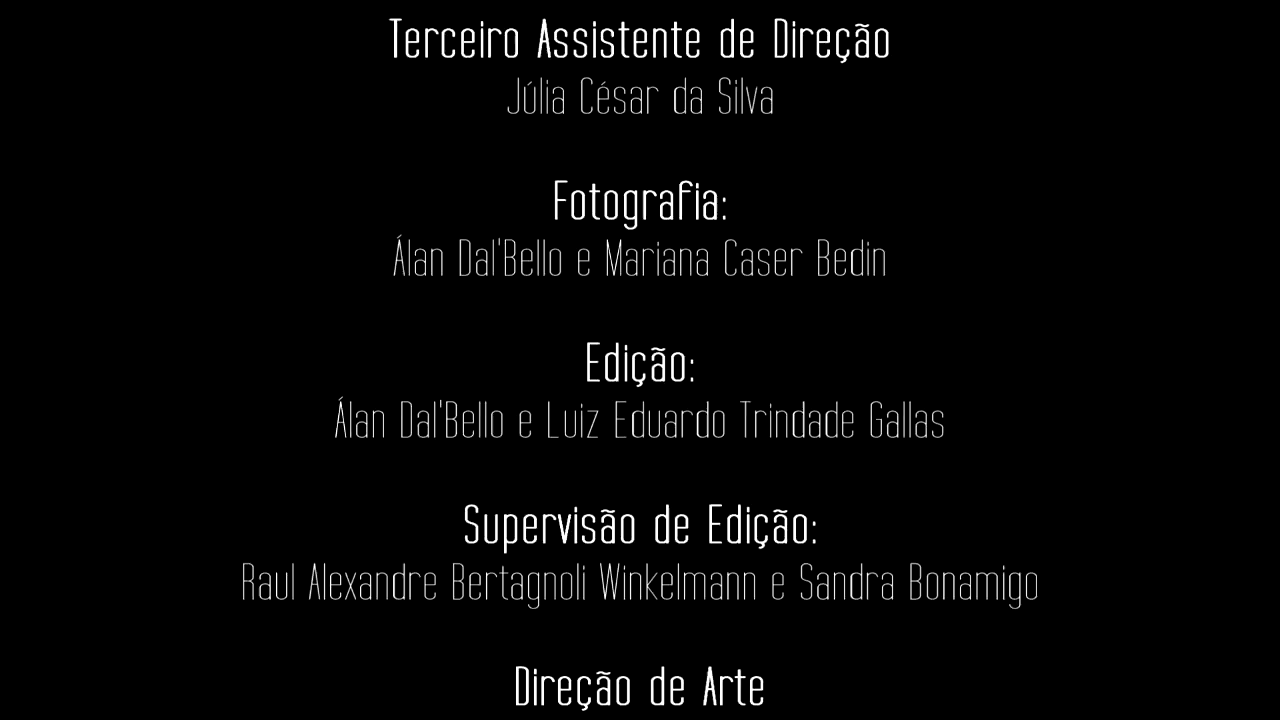 Terceiro Assistente de Direção
Júlia César da Silva
Fotografia:
Álan Dal'Bello e Mariana Caser Bedin
Edição:
Álan Dal'Bello e Luiz Eduardo Trindade Gallas
Supervisão de Edição:
Raul Alexandre Bertagnoli Winkelmann e Sandra Bonamigo
Direção de Arte